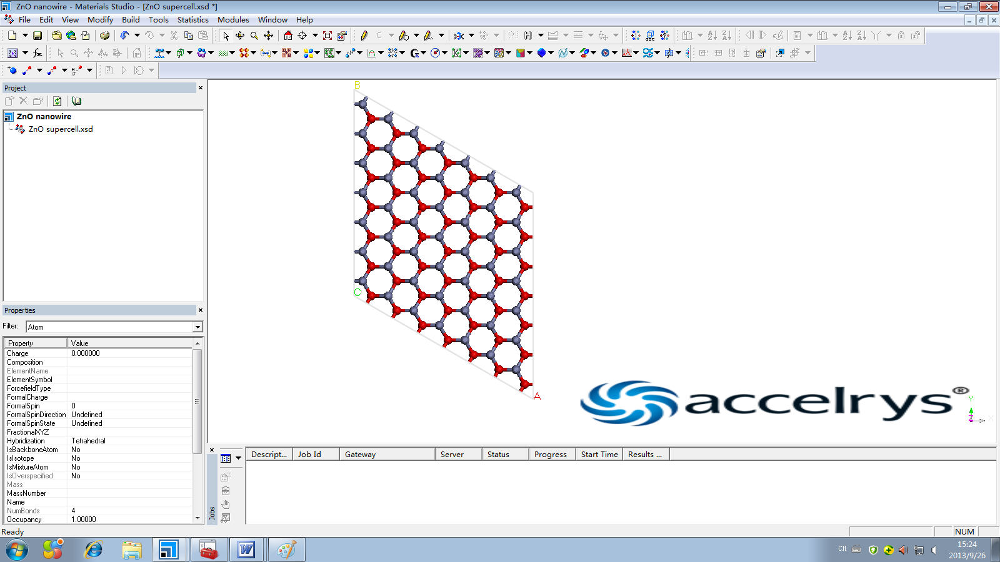 ZnO nanowire - Materials Studio - [ZnO supercell.xsd *]
File Edit View Modify Build Tools Statistics Modules Window Help
Project
ZnO nanowire
ZnO supercell.xsd
Properties
Filter: Atom
Property Value
Charge 0.000000
Composition
ElementName
ElementSymbol
ForcefieldType
FormalCharge
FormalSpin 0
FormalSpinDirection Undefined
FormalSpinState Undefined
FractionalXYZ
Hybridization Tetrahedral
IsBackboneAtom No
IsIsotope No
IsMixtureAtom No
IsOverspecified No
Mass
MassNumber
Name
NumBonds 4
Occupancy 1.00000
B
C
A
accelrys®
Y
Z
X
Jobs
Descript... Job Id Gateway Server Status Progress Start Time Results ...
Ready
NUM
CH
15:24
2013/9/26